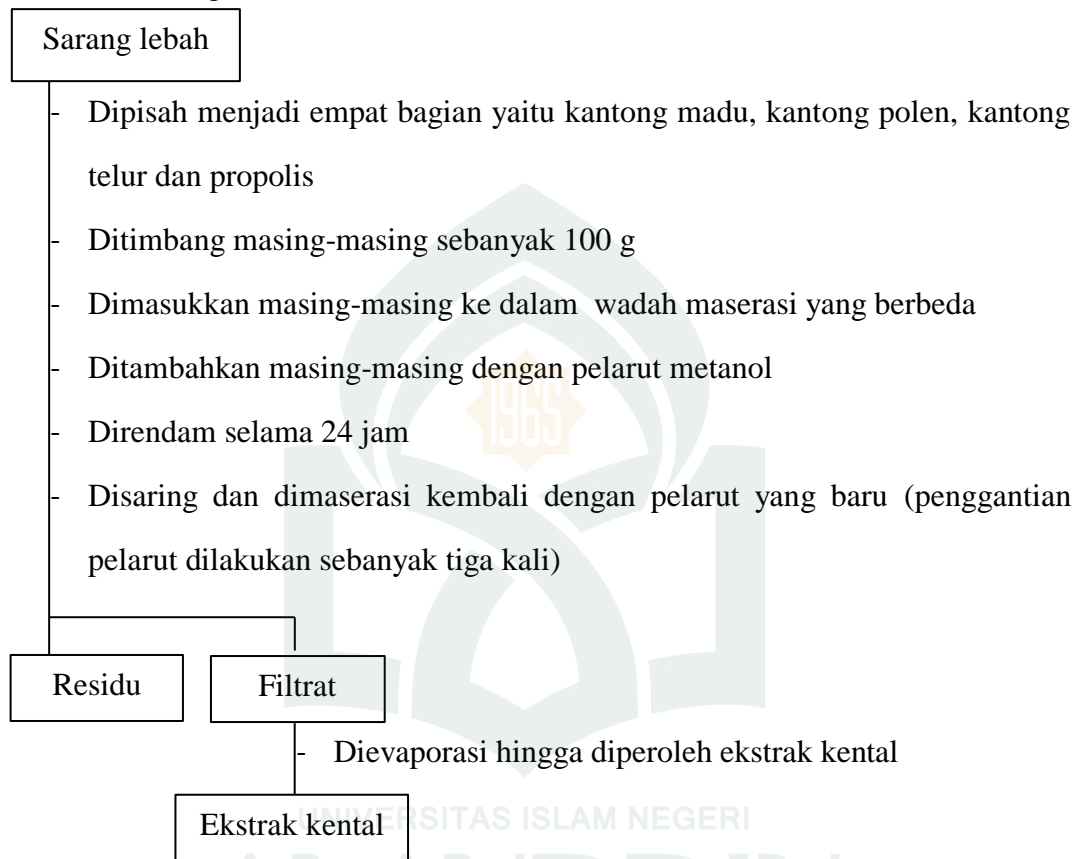 Sarang lebah
- Dipisah menjadi empat bagian yaitu kantong madu, kantong polen, kantong
telur dan propolis
- Ditimbang masing-masing sebanyak 100 g
- Dimasukkan masing-masing ke dalam wadah maserasi yang berbeda
- Ditambahkan masing-masing dengan pelarut metanol
- Direndam selama 24 jam
- Disaring dan dimaserasi kembali dengan pelarut yang baru (penggantian
pelarut dilakukan sebanyak tiga kali)
Residu
Filtrat
- Dievaporasi hingga diperoleh ekstrak kental
Ekstrak kental
UNIVERSITAS ISLAM NEGERI
1965